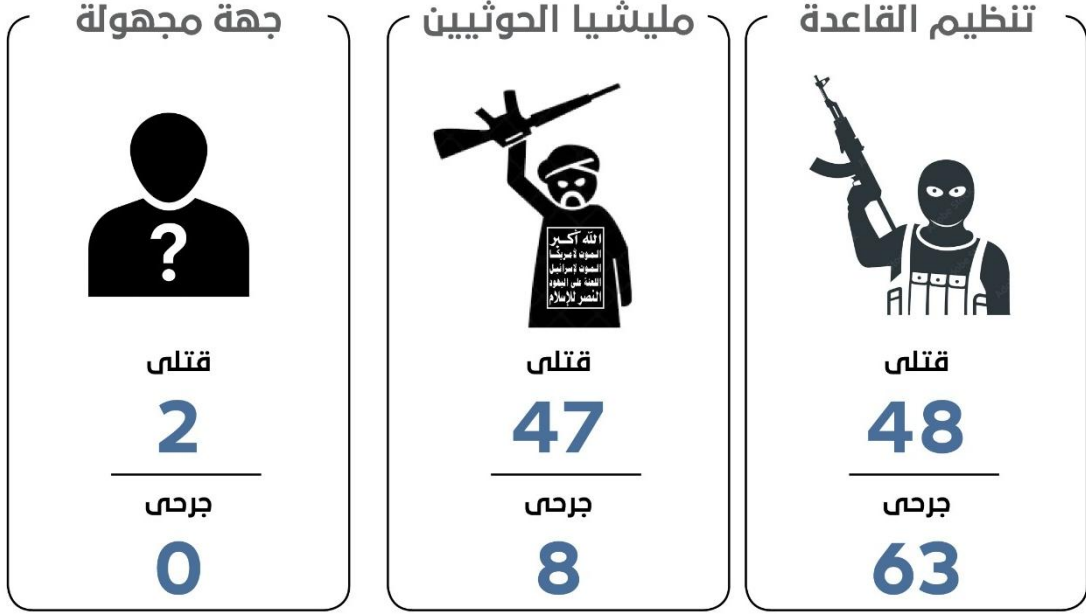 تنظيم القاعدة
قتلى
48
جرحى
63
مليشيا الحوثيين
الله أكبر
الموت لأمريكا
الموت لإسرائيل
اللعنة على اليهود
النصر للإسلام
قتلى
47
جرحى
8
جهة مجهولة
?
قتلى
2
جرحى
0